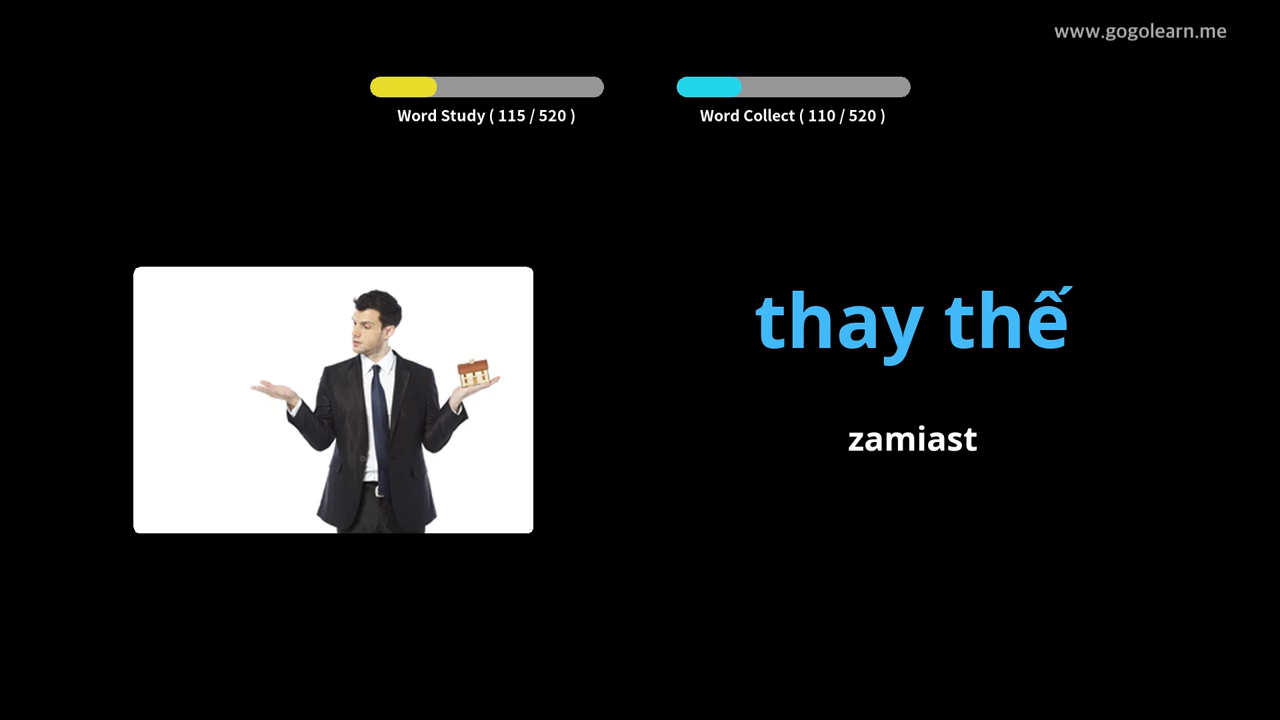 www.gogolearn.me
Word Study ( 115 / 520 )
Word Collect ( 110 / 520 )
thay thế
zamiast